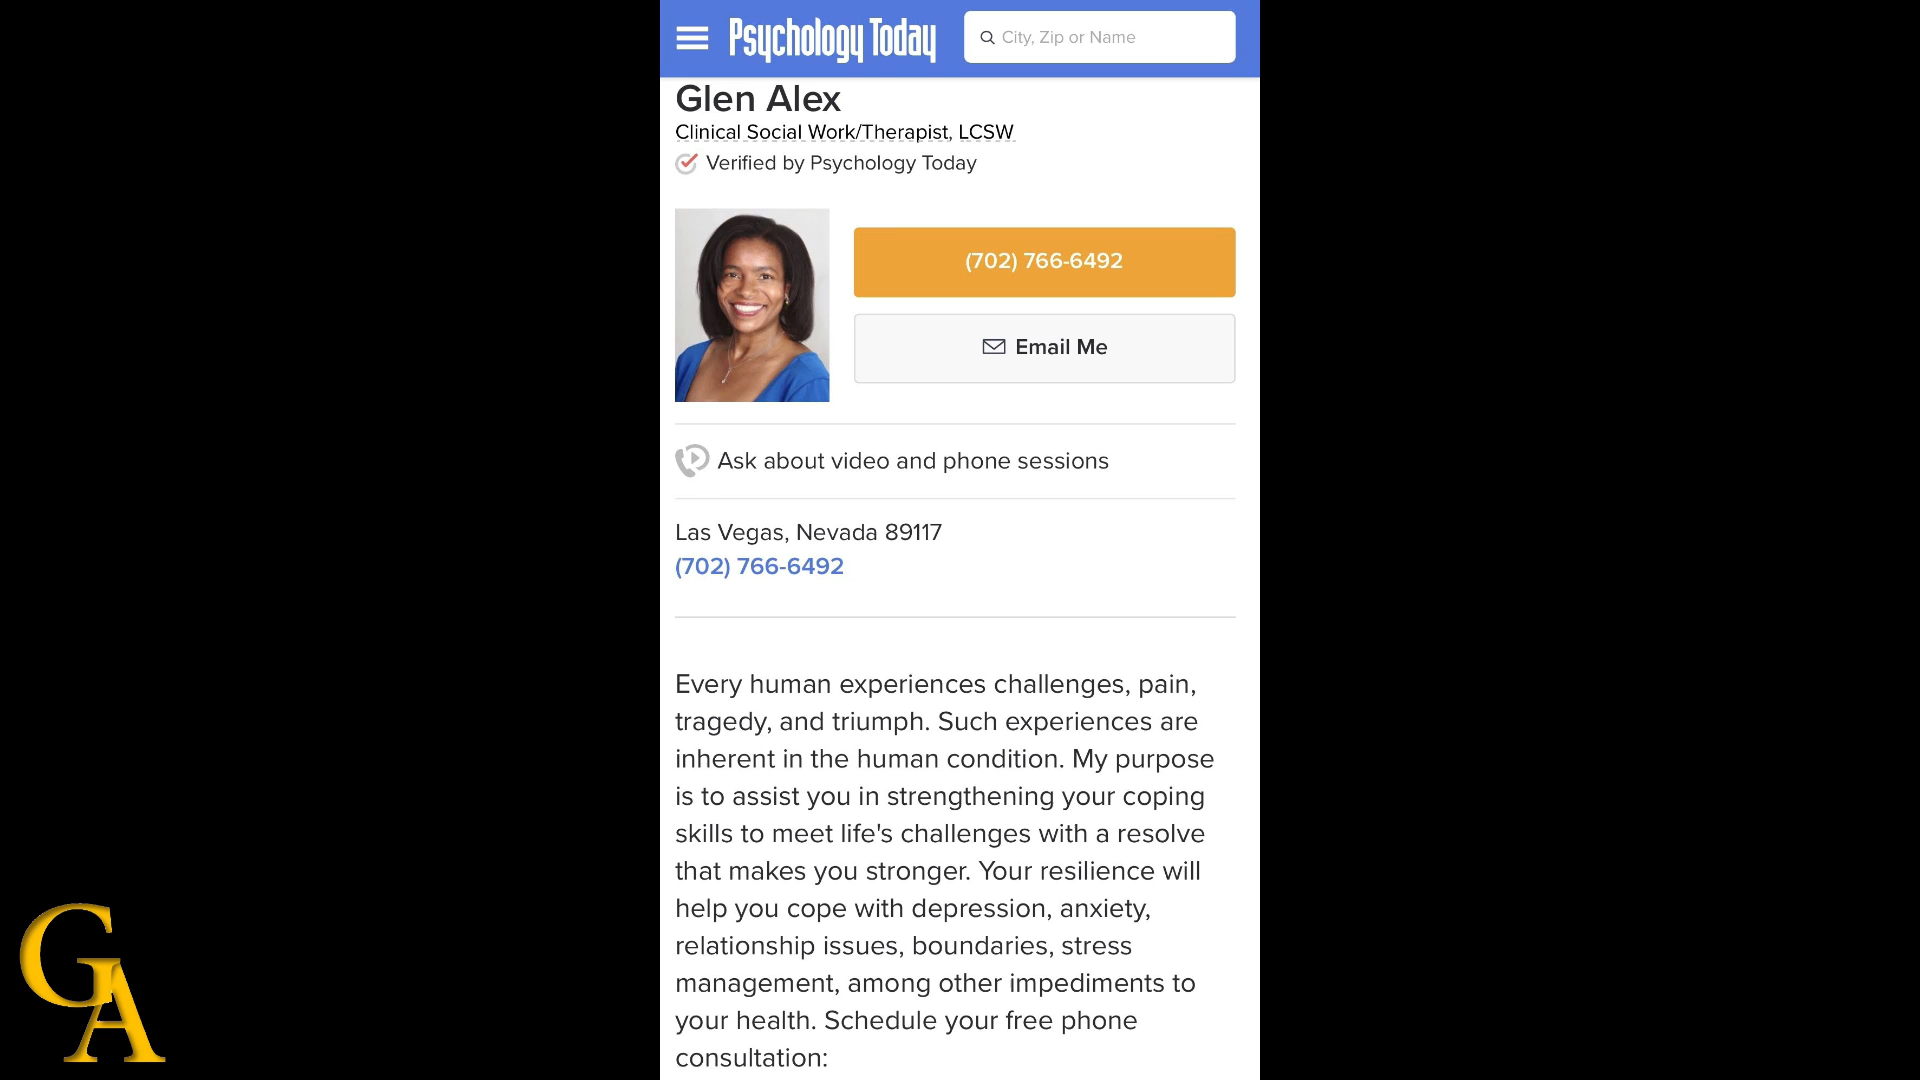 Psychology Today
City, Zip or Name
Glen Alex
Clinical Social Work/Therapist, LCSW
Verified by Psychology Today
(702) 766-6492
Email Me
Ask about video and phone sessions
Las Vegas, Nevada 89117
(702) 766-6492
Every human experiences challenges, pain,
tragedy, and triumph. Such experiences are
inherent in the human condition. My purpose
is to assist you in strengthening your coping
skills to meet life's challenges with a resolve
that makes you stronger. Your resilience will
help you cope with depression, anxiety,
relationship issues, boundaries, stress
management, among other impediments to
your health. Schedule your free phone
consultation:
GA